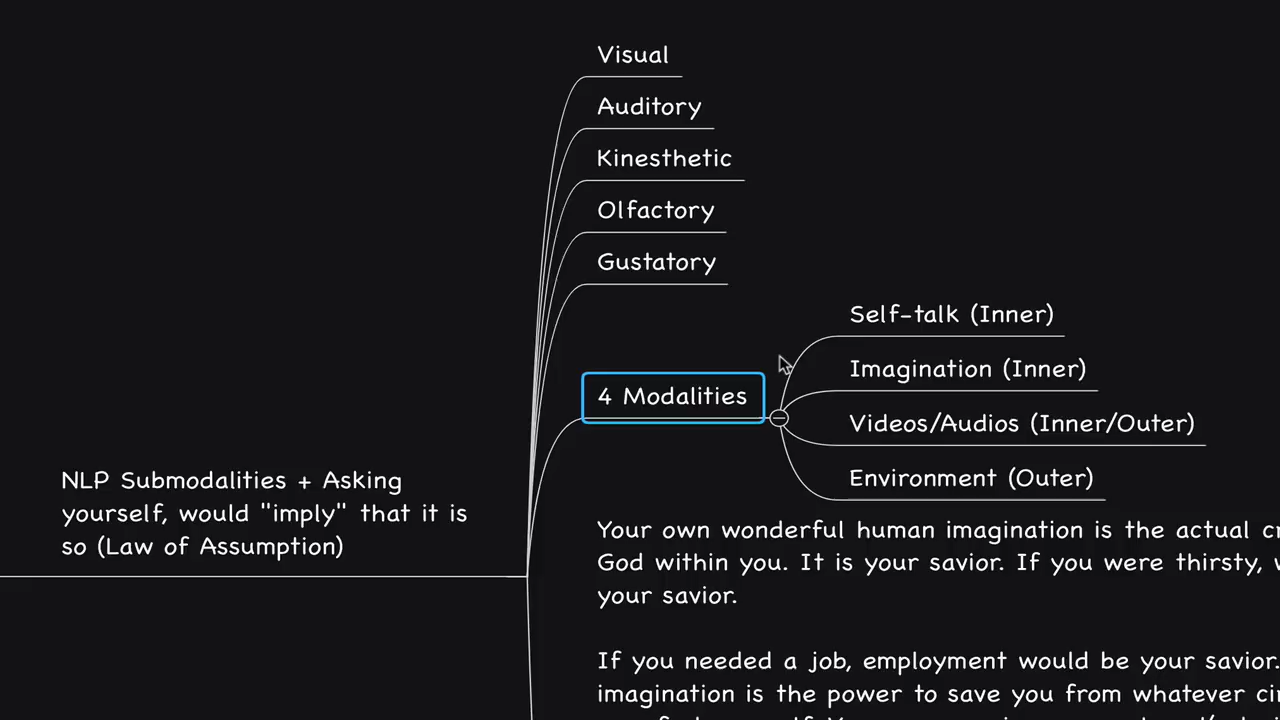 Visual
Auditory
Kinesthetic
Olfactory
Gustatory
Self-talk (Inner)
Imagination (Inner)
4 Modalities
Videos/Audios (Inner/Outer)
Environment (Outer)
NLP Submodalities + Asking
yourself, would "imply" that it is
so (Law of Assumption)
Your own wonderful human imagination is the actual
God within you. It is your savior. If you were thirsty,
your savior.
If you needed a job, employment would be your savior.
imagination is the power to save you from whatever